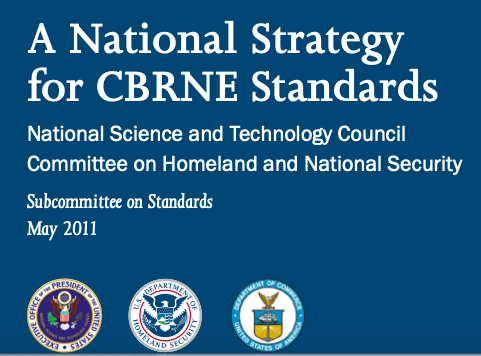 A National Strategy
for CBRNE Standards
National Science and Technology Council
Committee on Homeland and National Security
Subcommittee on Standards
May 2011
EXECUTIVE OFFICE OF THE PRESIDENT OF THE UNITED STATES
U.S. DEPARTMENT OF HOMELAND SECURITY
DEPARTMENT OF COMMERCE
UNITED STATES OF AMERICA